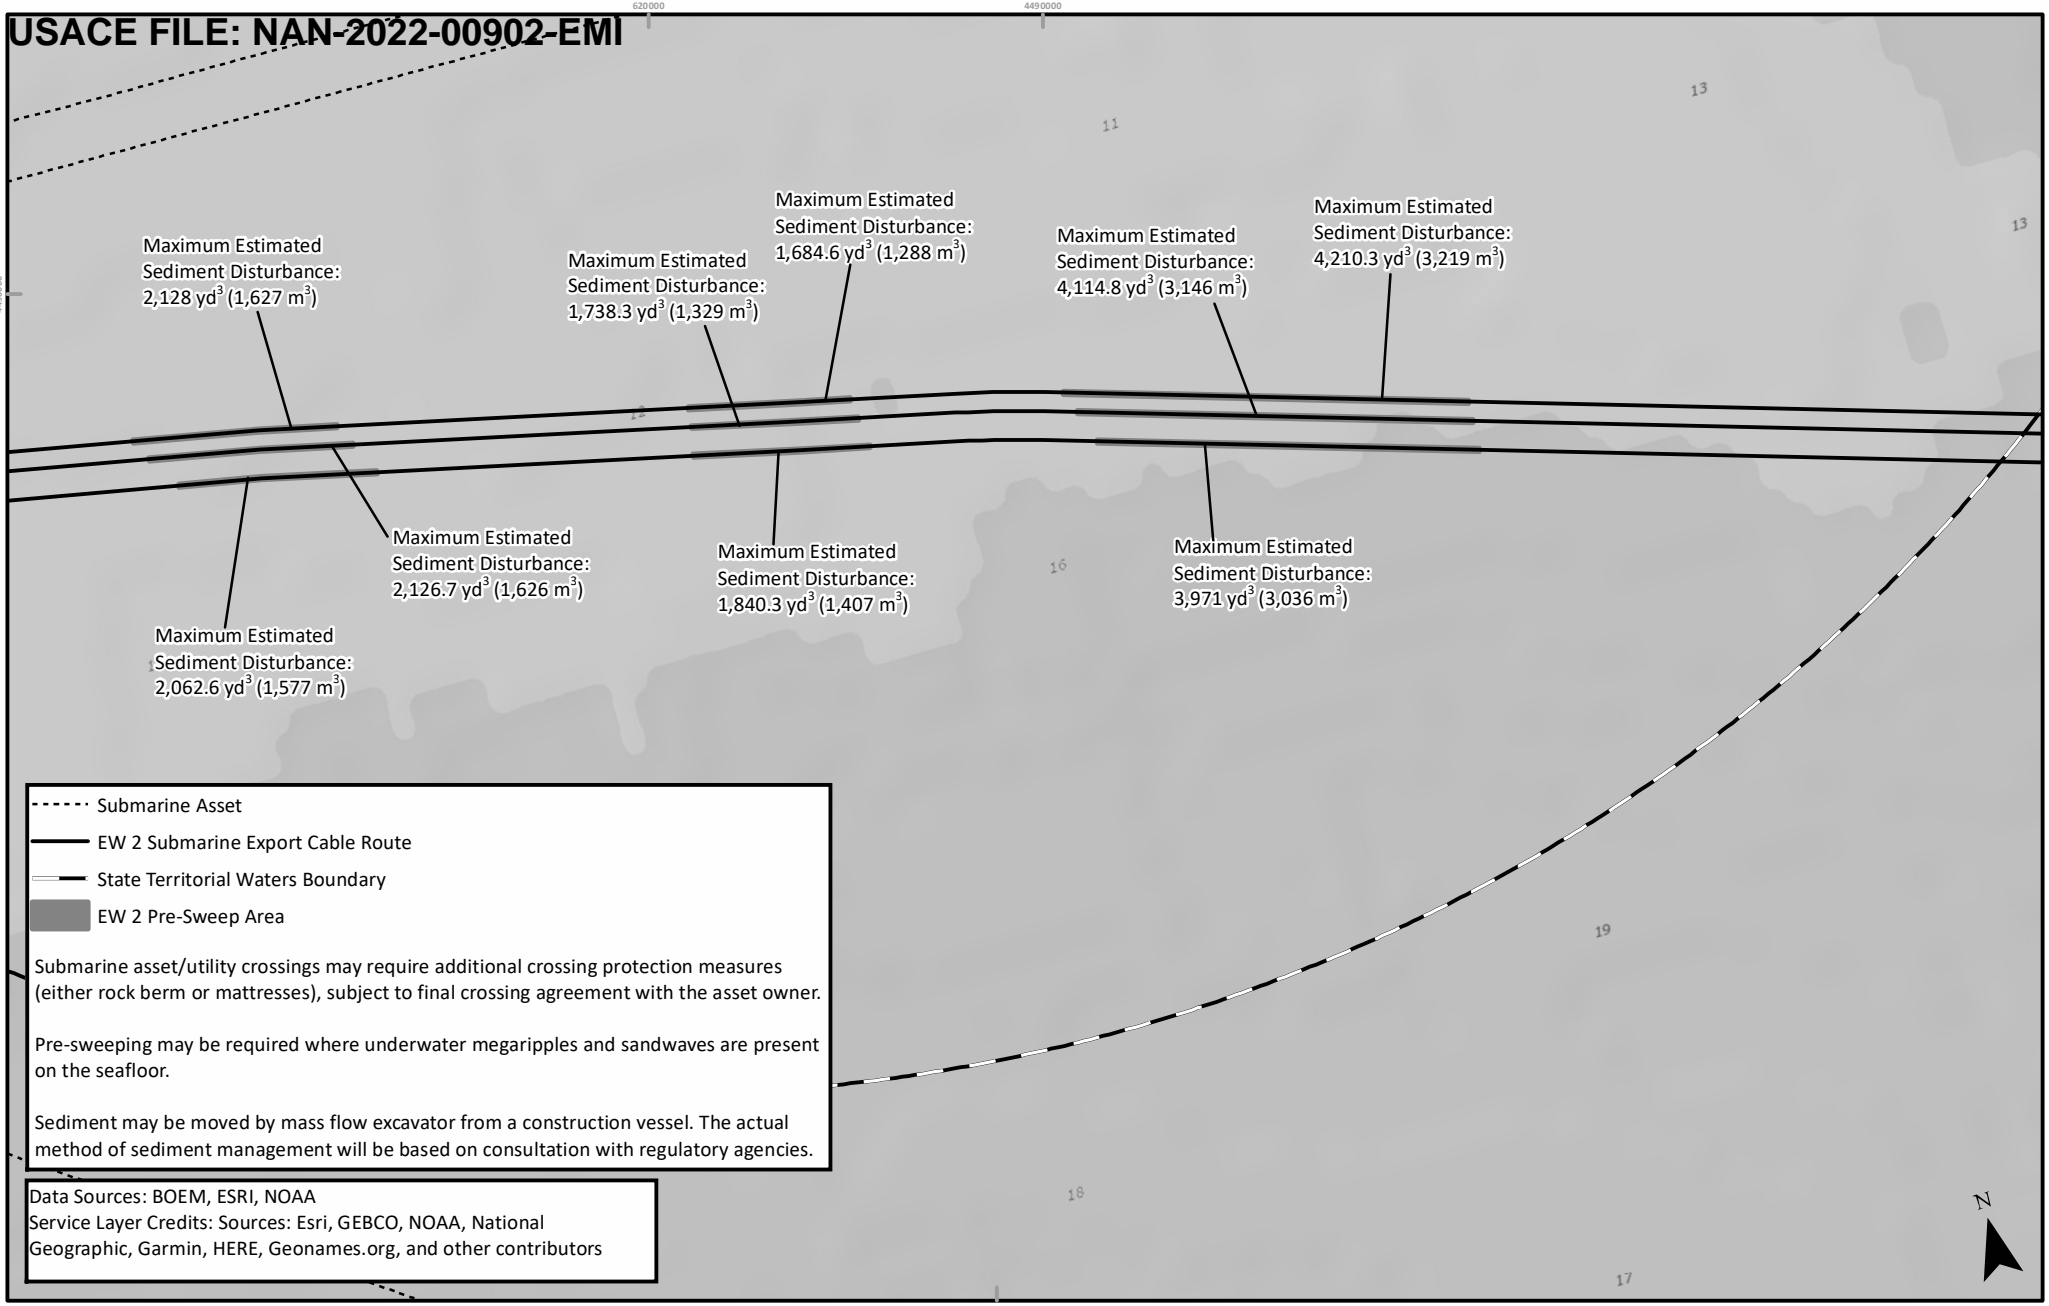 620000
4490000
USACE FILE: NAN-2022-00902-EMI
13
11
13
Maximum Estimated
Sediment Disturbance:
2,128 yd³ (1,627 m³)
Maximum Estimated
Sediment Disturbance:
1,738.3 yd³ (1,329 m³)
Maximum Estimated
Sediment Disturbance:
1,684.6 yd³ (1,288 m³)
Maximum Estimated
Sediment Disturbance:
4,114.8 yd³ (3,146 m³)
Maximum Estimated
Sediment Disturbance:
4,210.3 yd³ (3,219 m³)
12
Maximum Estimated
Sediment Disturbance:
2,126.7 yd³ (1,626 m³)
Maximum Estimated
Sediment Disturbance:
1,840.3 yd³ (1,407 m³)
16
Maximum Estimated
Sediment Disturbance:
3,971 yd³ (3,036 m³)
Maximum Estimated
Sediment Disturbance:
2,062.6 yd³ (1,577 m³)
Submarine Asset
EW 2 Submarine Export Cable Route
State Territorial Waters Boundary
EW 2 Pre-Sweep Area
Submarine asset/utility crossings may require additional crossing protection measures
(either rock berm or mattresses), subject to final crossing agreement with the asset owner.
Pre-sweeping may be required where underwater megaripples and sandwaves are present
on the seafloor.
Sediment may be moved by mass flow excavator from a construction vessel. The actual
method of sediment management will be based on consultation with regulatory agencies.
19
18
17
N
Data Sources: BOEM, ESRI, NOAA
Service Layer Credits: Sources: Esri, GEBCO, NOAA, National
Geographic, Garmin, HERE, Geonames.org, and other contributors